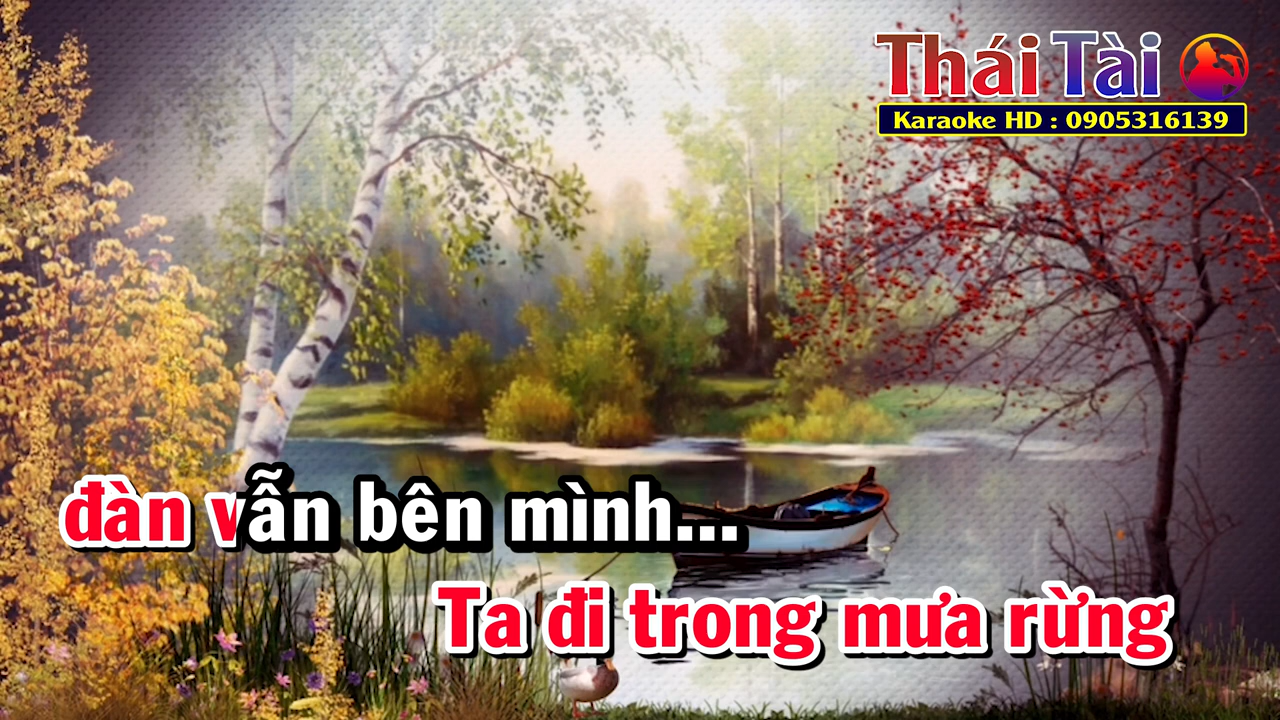 Thái Tài
Karaoke HD : 0905316139
đàn vẫn bên mình...
Ta đi trong mưa rừng